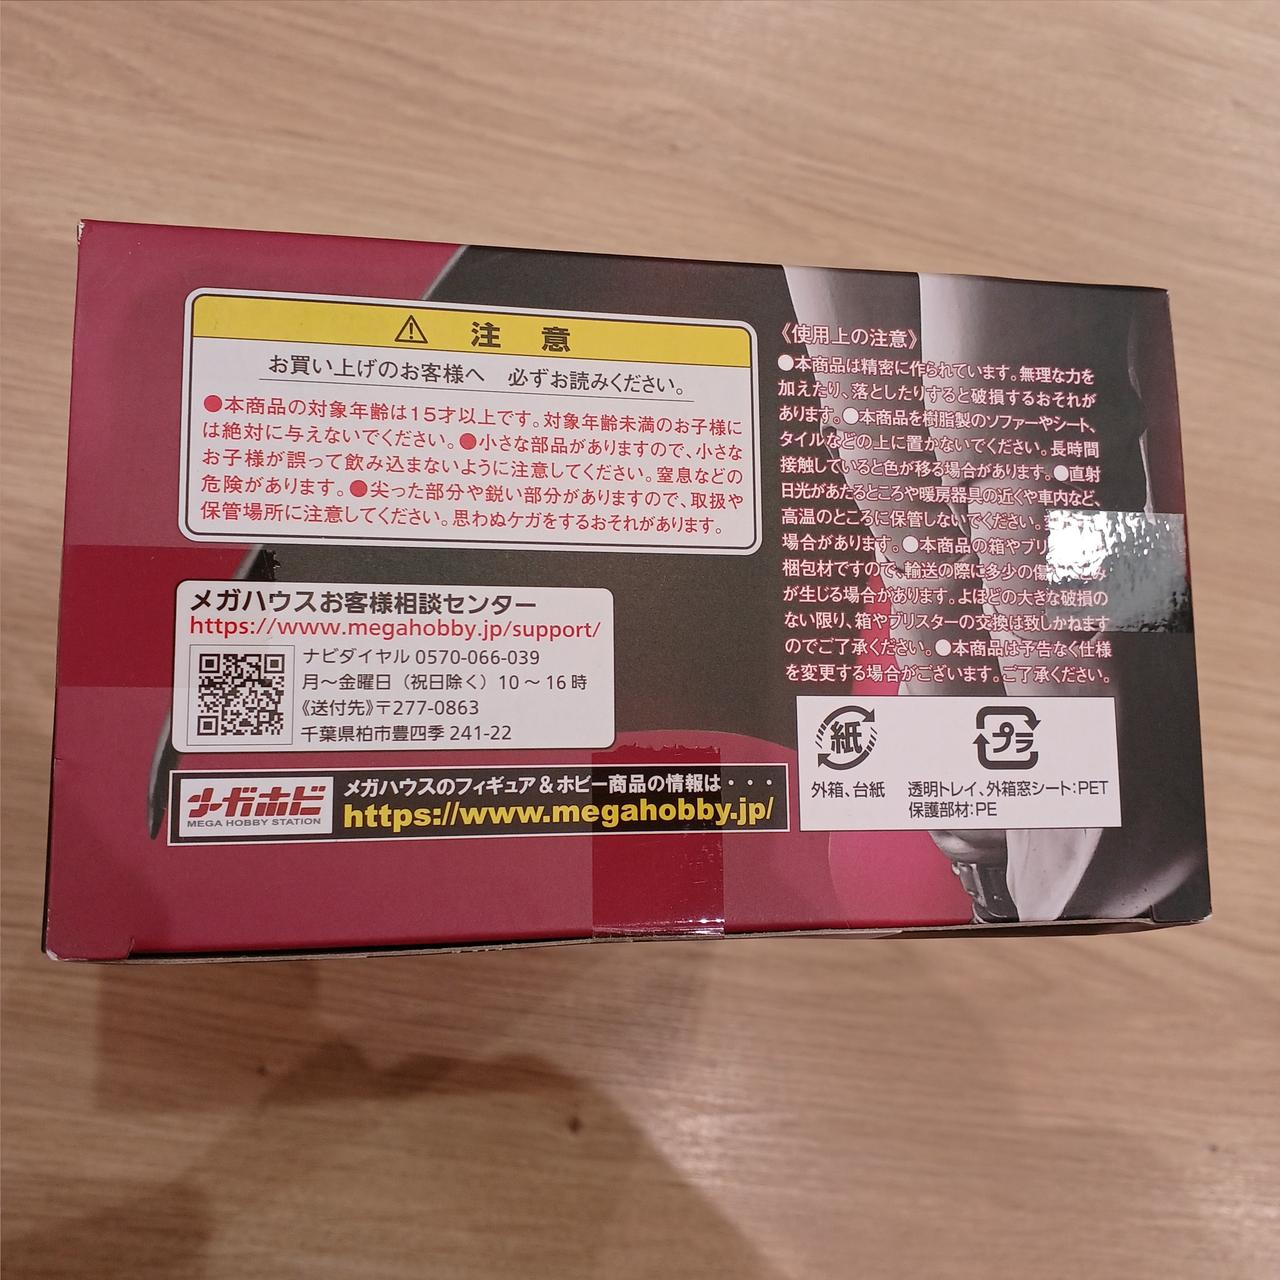 ⚠ 注意
お買い上げのお客様へ 必ずお読みください。
●本商品の対象年齢は15才以上です。対象年齢未満のお子様に
は絶対に与えないでください。●小さな部品がありますので、小さな
お子様が誤って飲み込まないように注意してください。窒息などの
危険があります。●尖った部分や鋭い部分がありますので、取扱や
保管場所に注意してください。思わぬケガをするおそれがあります。
メガハウスお客様相談センター
https://www.megahobby.jp/support/
ナビダイヤル 0570-066-039
月～金曜日（祝日除く）10～16時
《送付先》〒277-0863
千葉県柏市豊四季 241-22
メガホビ
MEGA HOBBY STATION
メガハウスのフィギュア＆ホビー商品の情報は・・・
https://www.megahobby.jp/
《使用上の注意》
●本商品は精密に作られています。無理な力を
加えたり、落としたりすると破損するおそれが
あります。●本商品を樹脂製のソファーやシート、
タイルなどの上に置かないでください。長時間
接触していると色が移る場合があります。●直射
日光があたるところや暖房器具の近くや車内など、
高温のところに保管しないでください。
場合があります。●本商品の箱やブリ
梱包材ですので、輸送の際に多少の傷
が生じる場合があります。よほどの大きな破損の
ない限り、箱やブリスターの交換は致しかねます
のでご了承ください。●本商品は予告なく仕様
を変更する場合がございます。ご了承ください。
紙
外箱、台紙
プラ
透明トレイ、外箱窓シート:PET
保護部材:PE